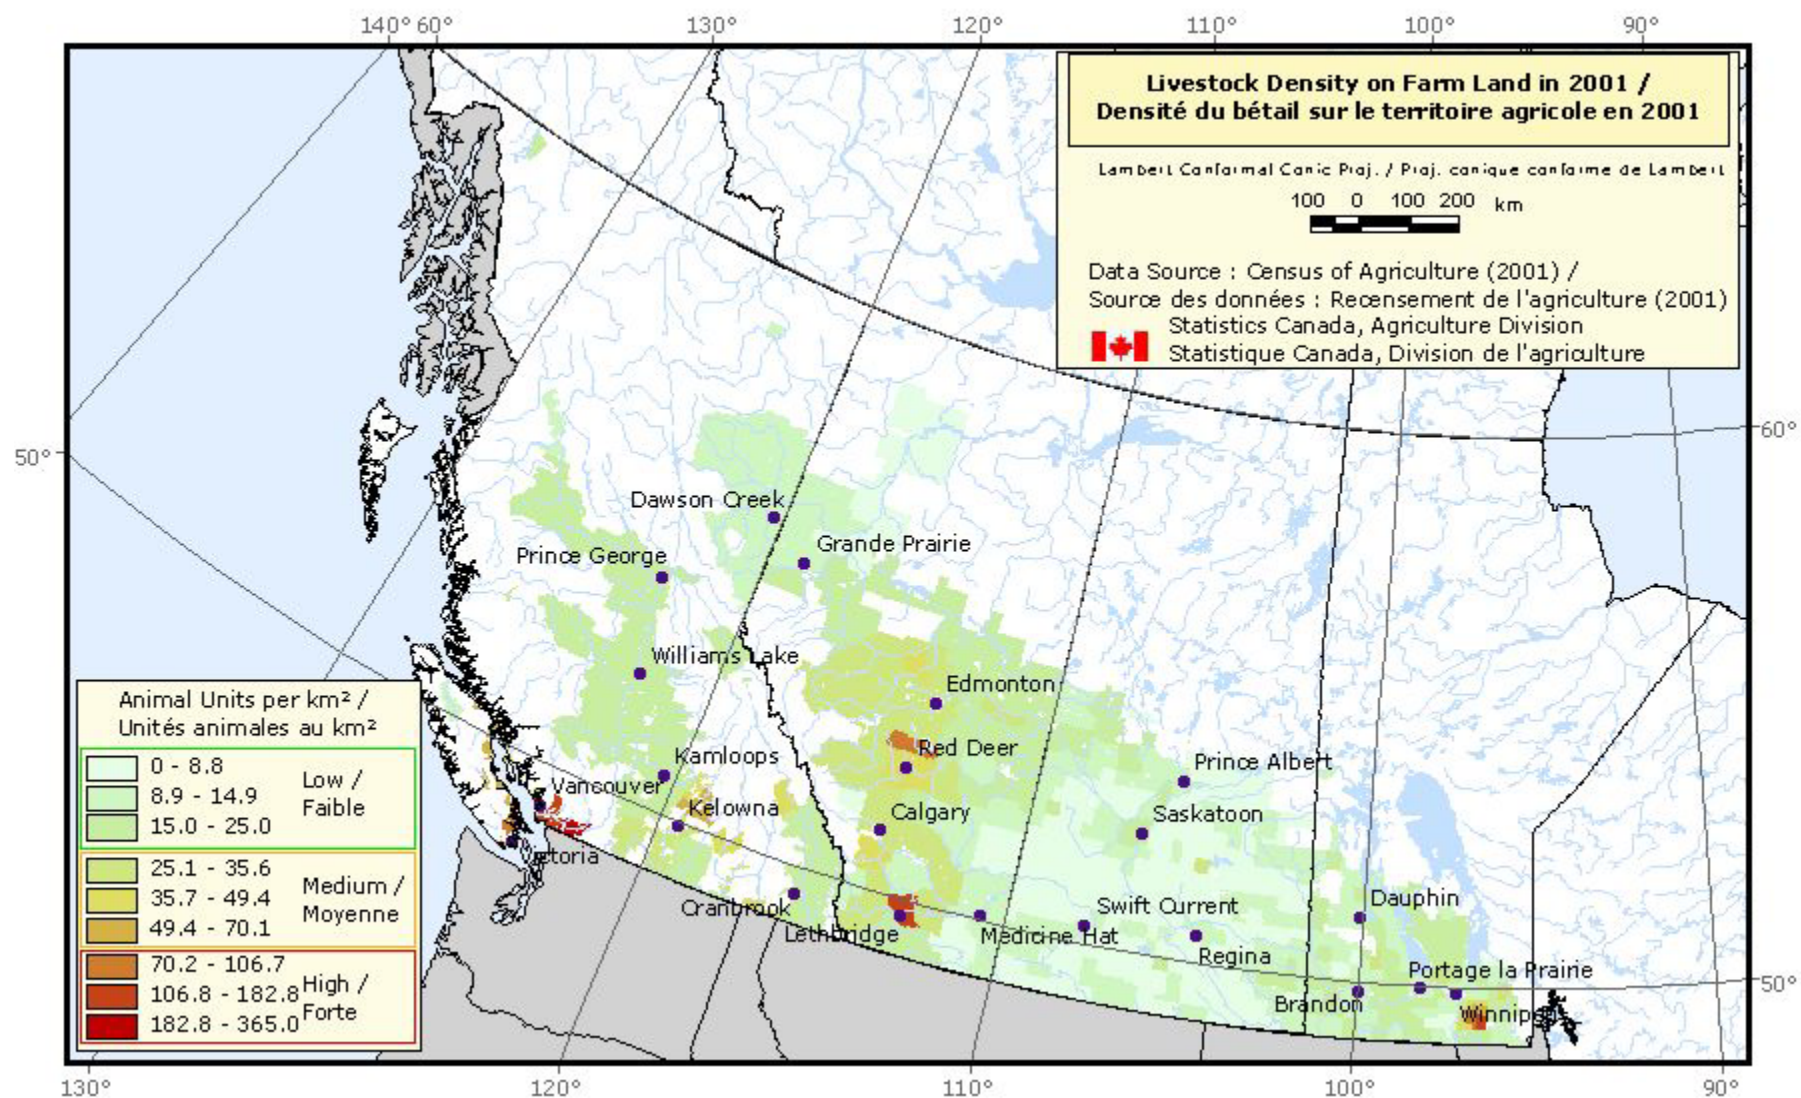 140° 60° 130° 120° 110° 100° 90°
Livestock Density on Farm Land in 2001 /
Densité du bétail sur le territoire agricole en 2001
Lambert Conformal Conic Proj. / Proj. conique conforme de Lambert
100 0 100 200 km
Data Source : Census of Agriculture (2001) /
Source des données : Recensement de l'agriculture (2001)
Statistics Canada, Agriculture Division
Statistique Canada, Division de l'agriculture
60°
50°
Dawson Creek
Grande Prairie
Prince George
Williams Lake
Edmonton
Red Deer
Kamloops
Prince Albert
Vancouver
Kelowna
Calgary
Saskatoon
Dauphin
Cranbrook
Swift Current
Lethbridge
Medicine Hat
Regina
Portage la Prairie
50°
Brandon
Animal Units per km² /
Unités animales au km²
0 - 8.8
8.9 - 14.9
15.0 - 25.0
Low /
Faible
25.1 - 35.6
35.7 - 49.4
49.4 - 70.1
Medium /
Moyenne
70.2 - 106.7
106.8 - 182.8
182.8 - 365.0
High /
Forte
130° 120° 110° 100° 90°